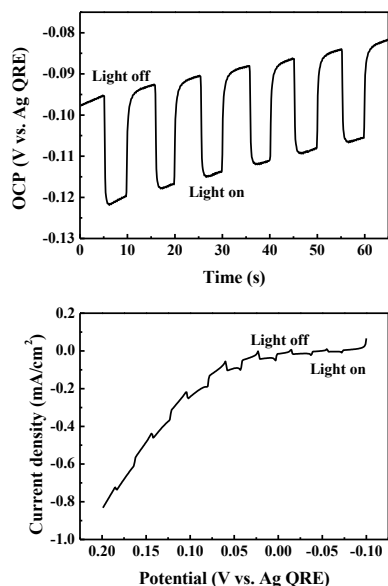 -0.08
-0.09
-0.10
-0.11
-0.12
-0.13
OCP (V vs. Ag QRE)
Light off
Light on
0 10 20 30 40 50 60
Time (s)
0.2
0.0
-0.2
-0.4
-0.6
-0.8
-1.0
Current density (mA/cm²)
Light off
Light on
0.20 0.15 0.10 0.05 0.00 -0.05 -0.10
Potential (V vs. Ag QRE)